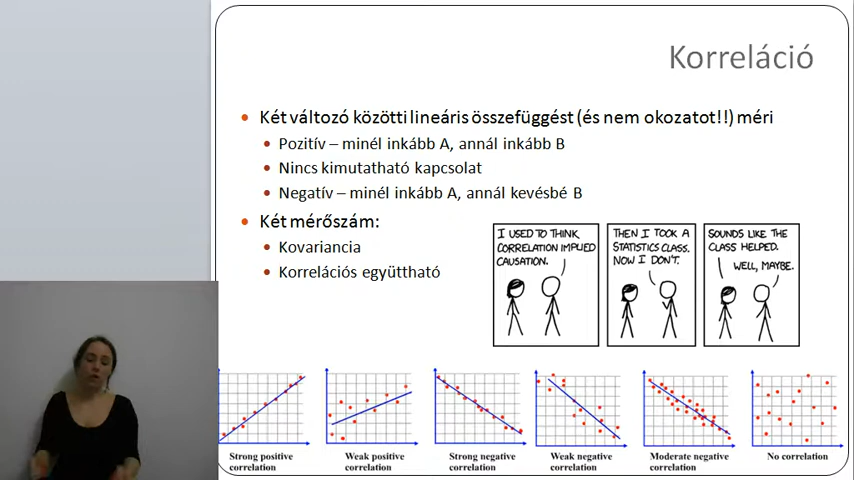 Korreláció
Két változó közötti lineáris összefüggést (és nem okozatot!!) méri
Pozitív – minél inkább A, annál inkább B
Nincs kimutatható kapcsolat
Negatív – minél inkább A, annál kevésbé B
Két mérőszám:
Kovariancia
Korrelációs együttható
I USED TO THINK
CORRELATION IMPLIED
CAUSATION.
THEN I TOOK A
STATISTICS CLASS.
NOW I DON'T.
SOUNDS LIKE THE
CLASS HELPED.
WELL, MAYBE.
Strong positive
correlation
Weak positive
correlation
Strong negative
correlation
Weak negative
correlation
Moderate negative
correlation
No correlation